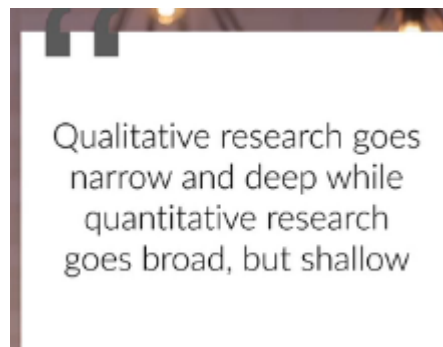 “
Qualitative research goes
narrow and deep while
quantitative research
goes broad, but shallow